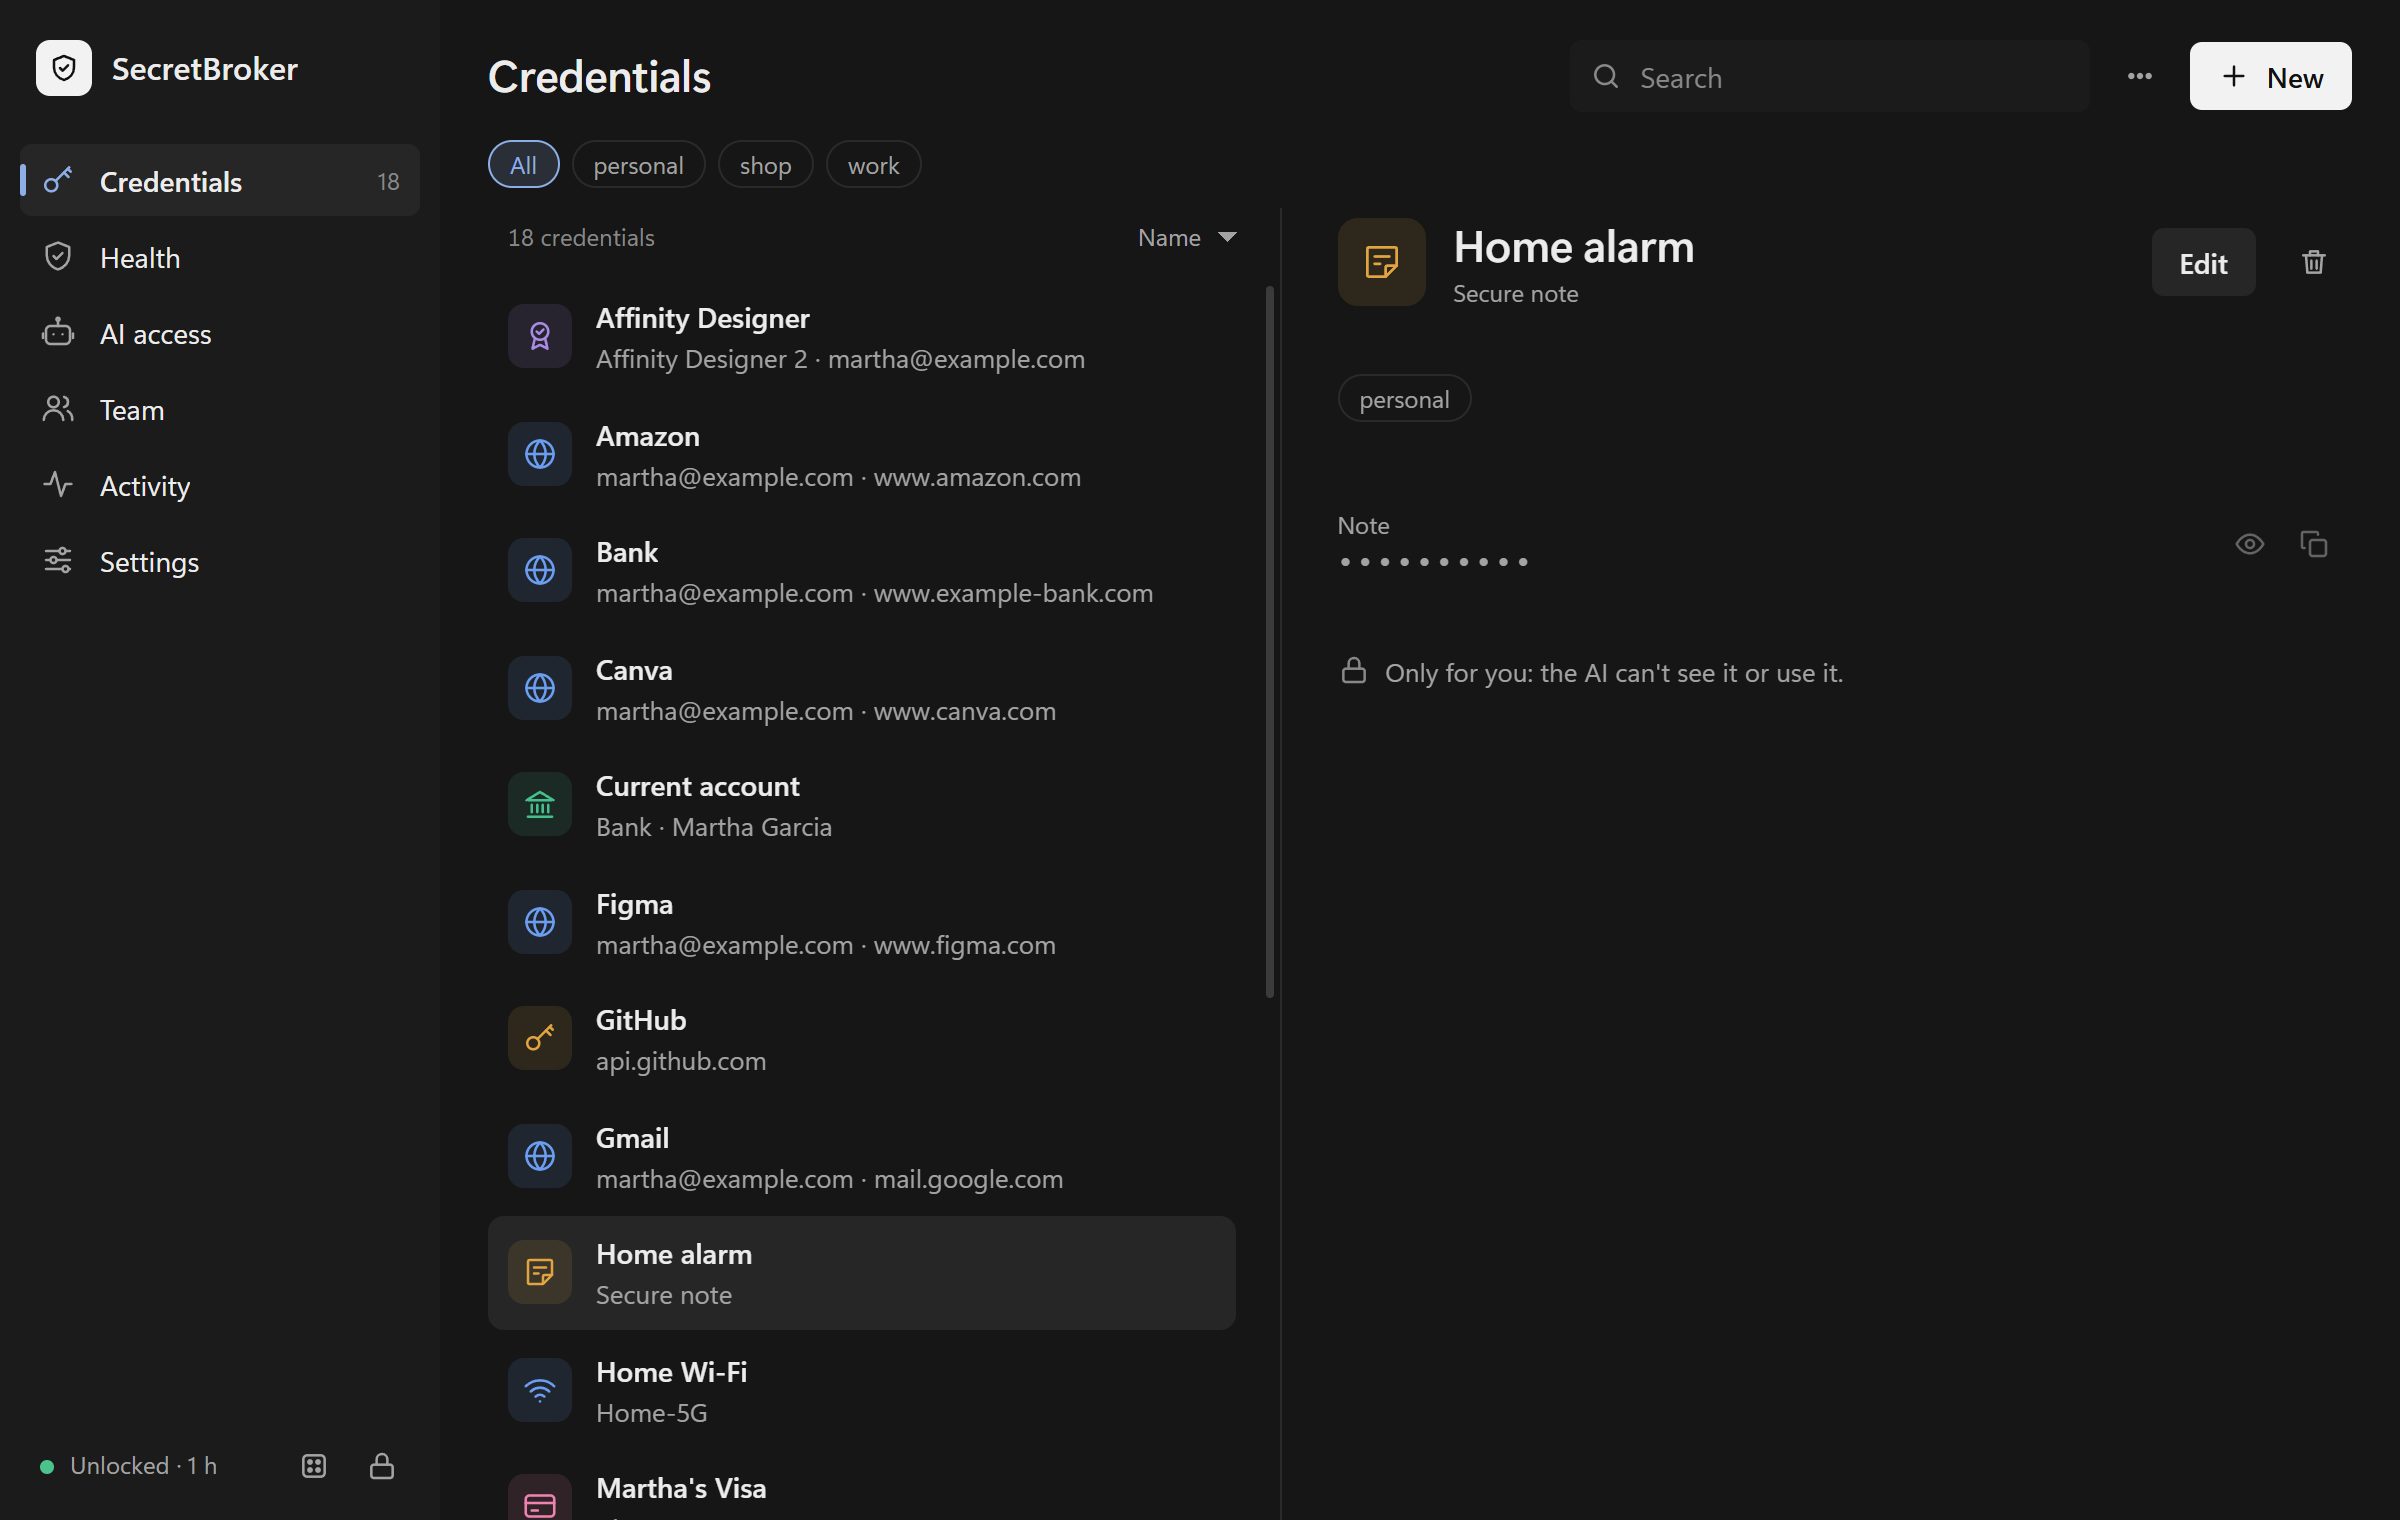 SecretBroker
Credentials
18
Health
AI access
Team
Activity
Settings
Unlocked · 1 h
Credentials
Search
New
All
personal
shop
work
18 credentials
Name
Affinity Designer
Affinity Designer 2 · martha@example.com
Amazon
martha@example.com · www.amazon.com
Bank
martha@example.com · www.example-bank.com
Canva
martha@example.com · www.canva.com
Current account
Bank · Martha Garcia
Figma
martha@example.com · www.figma.com
GitHub
api.github.com
Gmail
martha@example.com · mail.google.com
Home alarm
Secure note
Home Wi-Fi
Home-5G
Martha's Visa
Home alarm
Secure note
Edit
personal
Note
••••••••••
Only for you: the AI can't see it or use it.